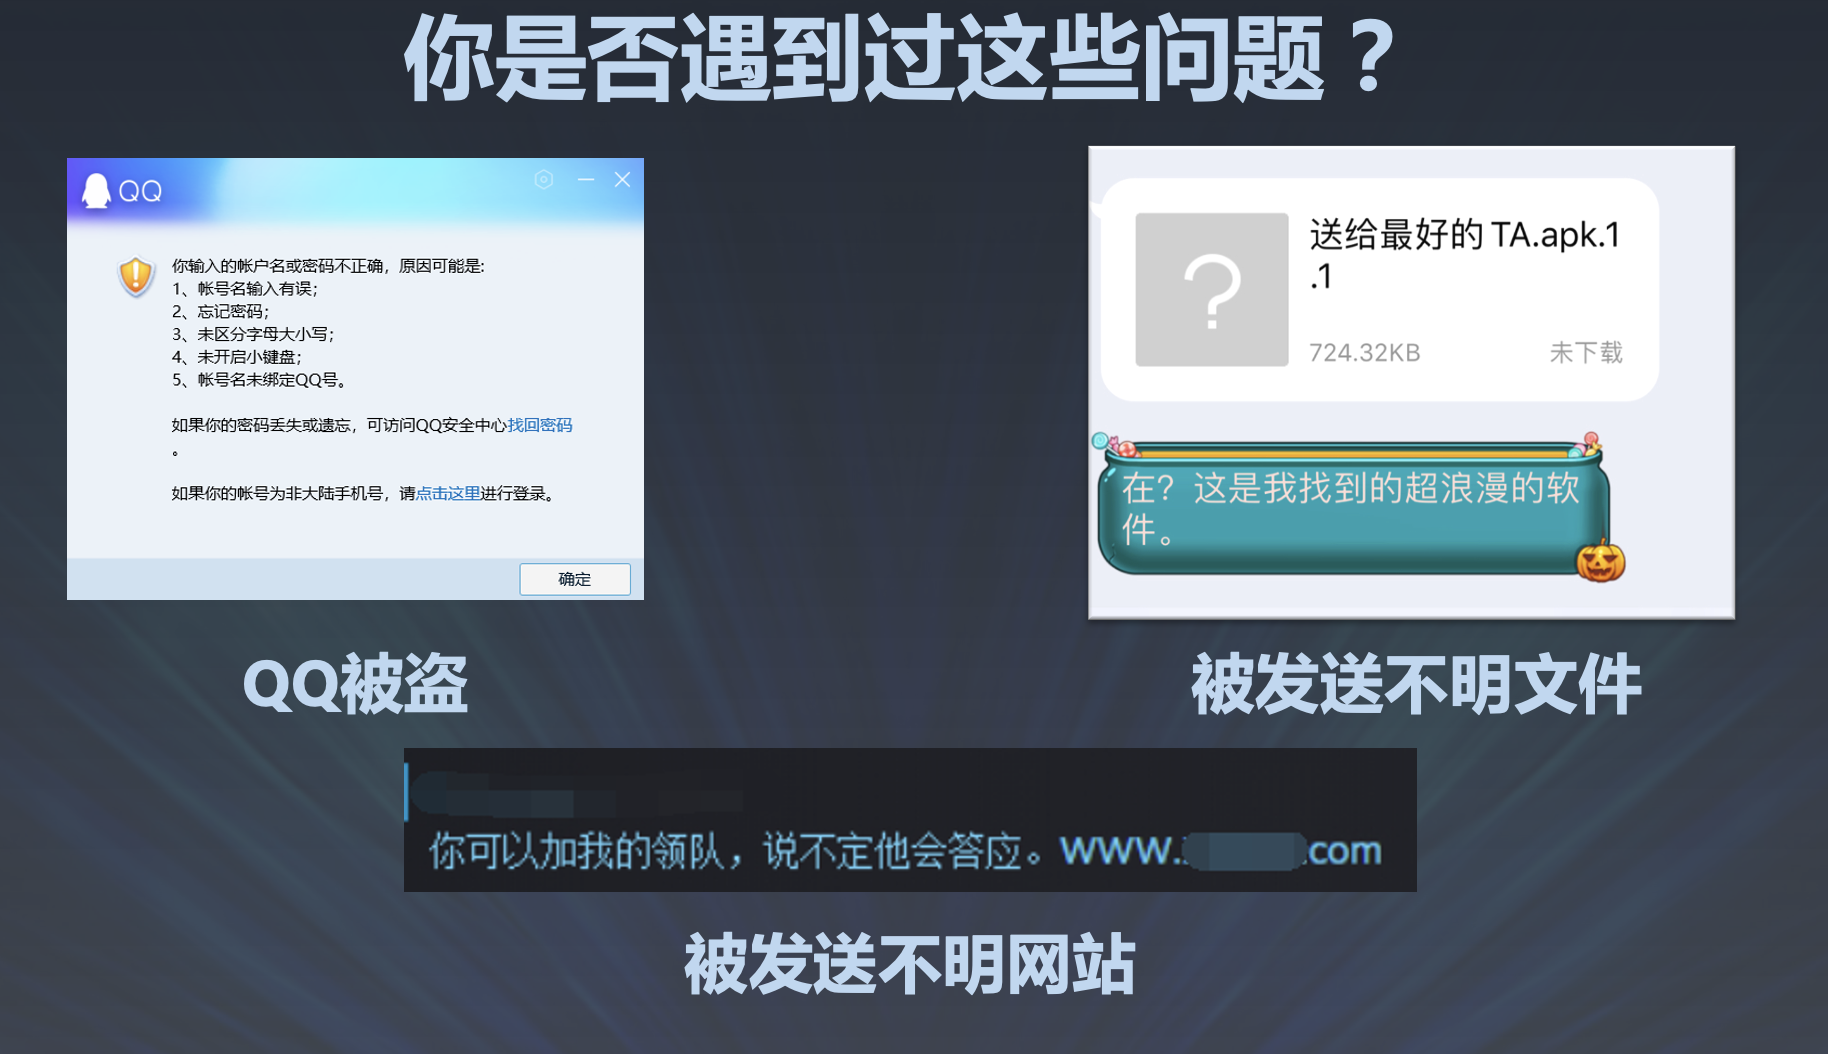 你是否遇到过这些问题？
QQ
你输入的帐户名或密码不正确，原因可能是:
1、帐号名输入有误；
2、忘记密码；
3、未区分字母大小写；
4、未开启小键盘；
5、帐号名未绑定QQ号。
如果你的密码丢失或遗忘，可访问QQ安全中心找回密码
。
如果你的帐号为非大陆手机号，请点击这里进行登录。
确定
QQ被盗
送给最好的TA.apk.1
.1
724.32KB 未下载
在？这是我找到的超浪漫的软
件。
被发送不明文件
你可以加我的领队，说不定他会答应。www. .com
被发送不明网站